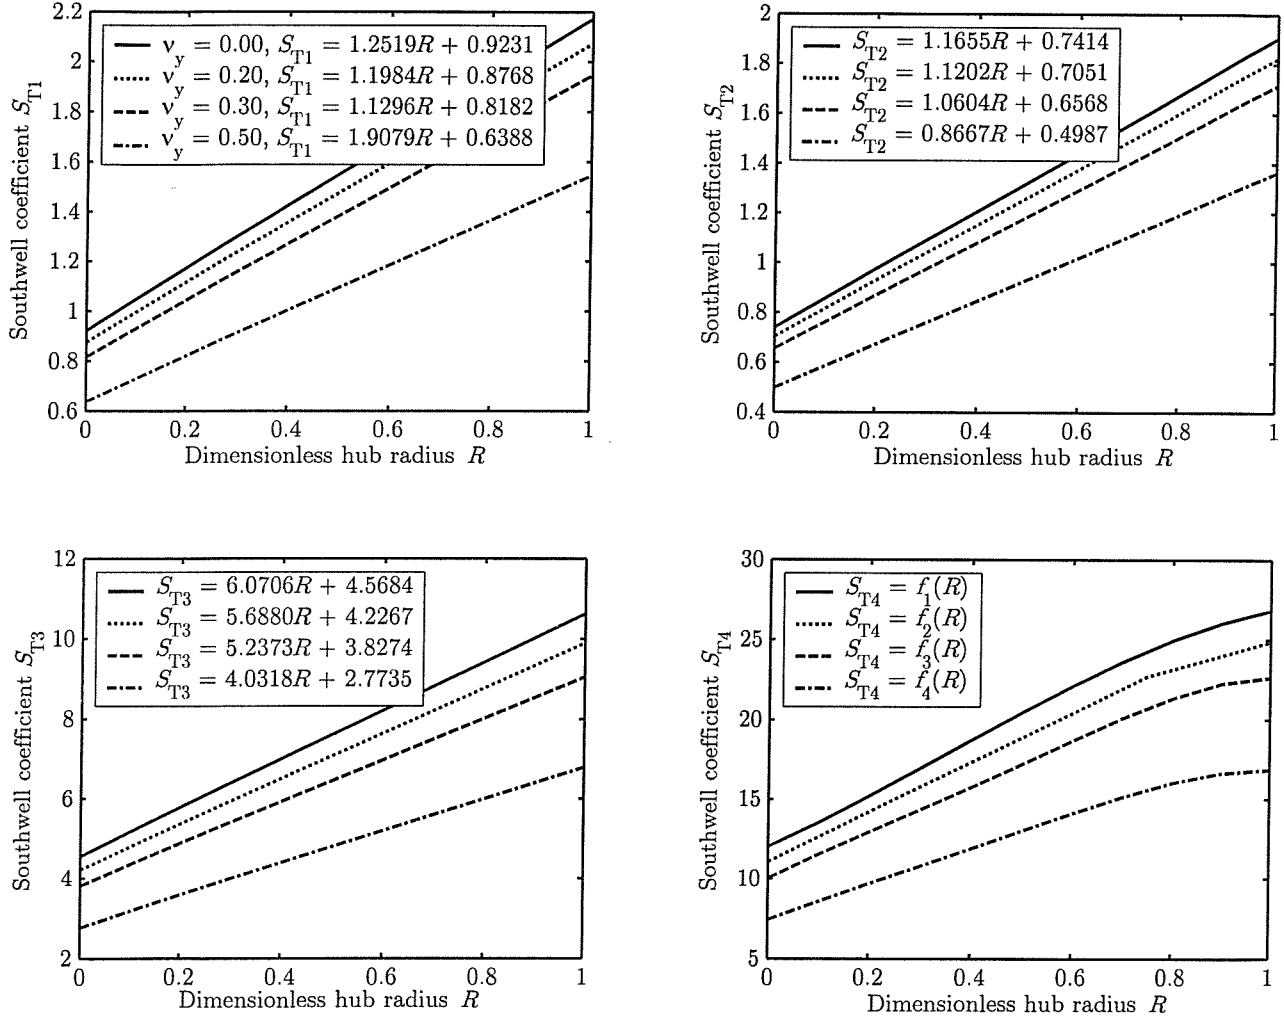 Southwell coefficient S_T1
2.2
2
1.8
1.6
1.4
1.2
1
0.8
0.6
ν_y = 0.00, S_T1 = 1.2519R + 0.9231
ν_y = 0.20, S_T1 = 1.1984R + 0.8768
ν_y = 0.30, S_T1 = 1.1296R + 0.8182
ν_y = 0.50, S_T1 = 1.9079R + 0.6388
0 0.2 0.4 0.6 0.8 1
Dimensionless hub radius R
Southwell coefficient S_T2
2
1.8
1.6
1.4
1.2
1
0.8
0.6
0.4
S_T2 = 1.1655R + 0.7414
S_T2 = 1.1202R + 0.7051
S_T2 = 1.0604R + 0.6568
S_T2 = 0.8667R + 0.4987
0 0.2 0.4 0.6 0.8 1
Dimensionless hub radius R
Southwell coefficient S_T3
12
10
8
6
4
2
S_T3 = 6.0706R + 4.5684
S_T3 = 5.6880R + 4.2267
S_T3 = 5.2373R + 3.8274
S_T3 = 4.0318R + 2.7735
0 0.2 0.4 0.6 0.8 1
Dimensionless hub radius R
Southwell coefficient S_T4
30
25
20
15
10
5
S_T4 = f_1(R)
S_T4 = f_2(R)
S_T4 = f_3(R)
S_T4 = f_4(R)
0 0.2 0.4 0.6 0.8 1
Dimensionless hub radius R